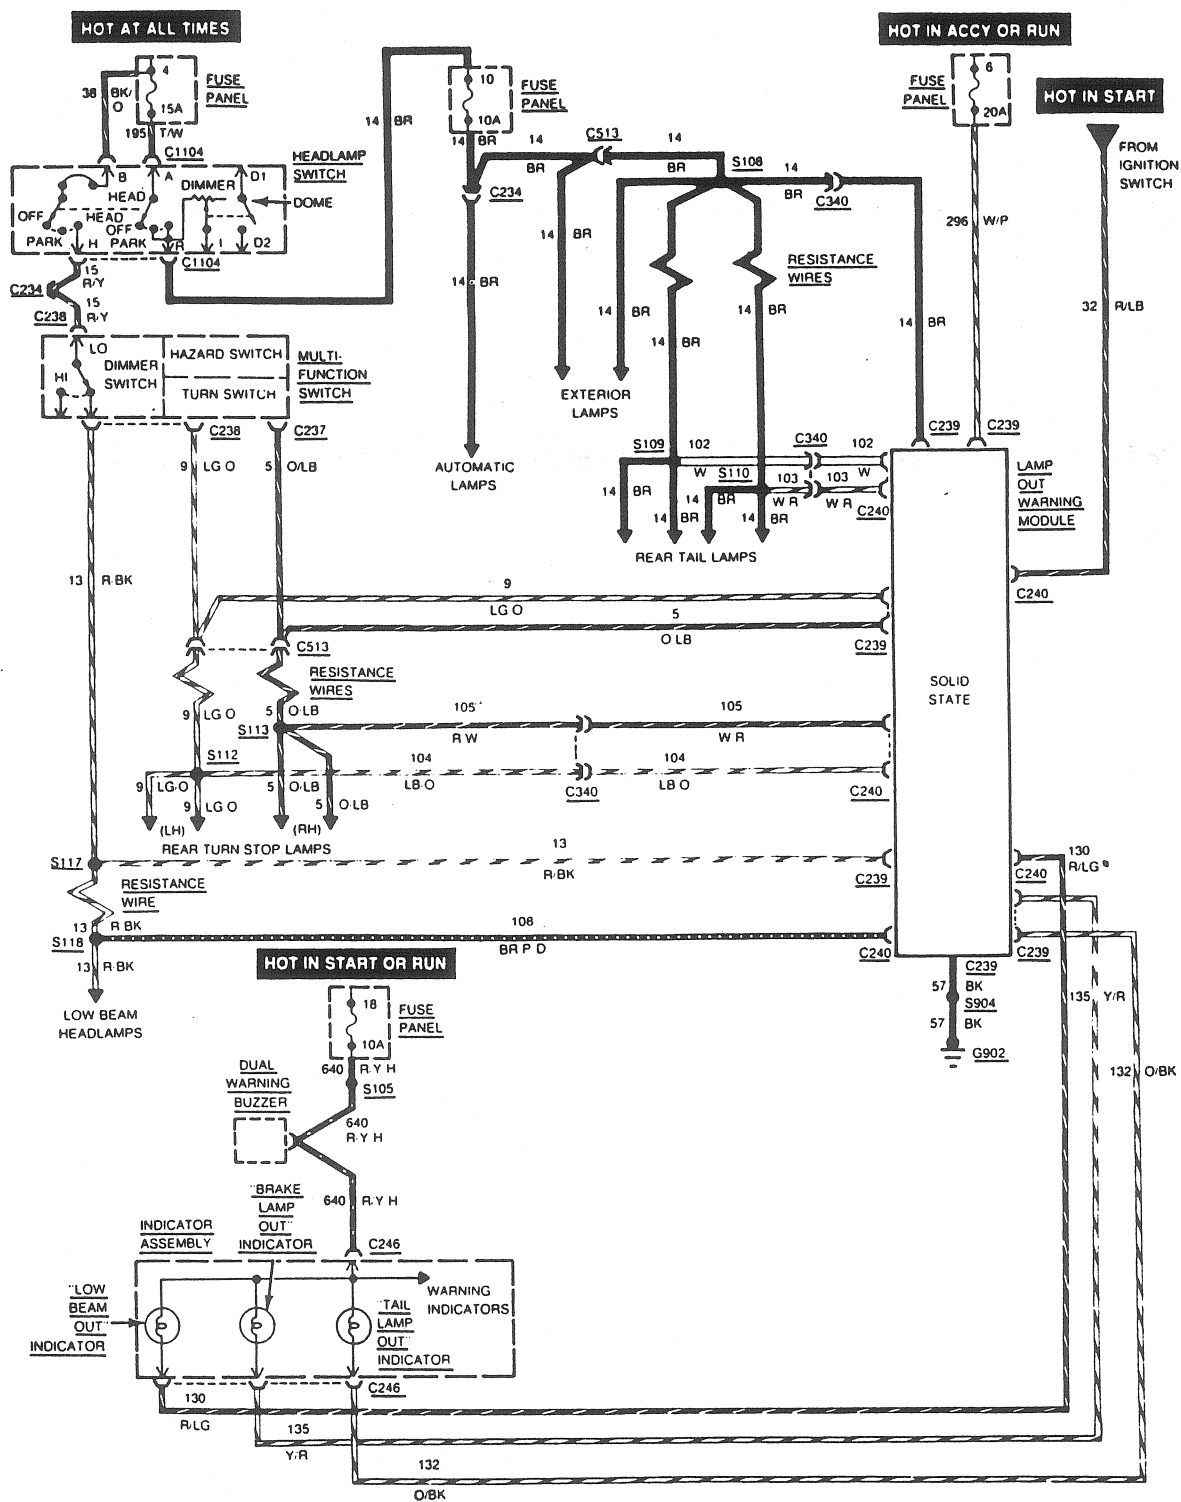 HOT AT ALL TIMES
HOT IN ACCY OR RUN
HOT IN START
4
15A
FUSE
PANEL
38
BK/
O
195
T/W
C1104
HEADLAMP
SWITCH
B
A
D1
HEAD
DIMMER
DOME
OFF
HEAD
OFF
PARK
H
PARK
R
I
D2
C1104
15
R/Y
C234
15
R/Y
C238
14
BR
10
10A
FUSE
PANEL
14
BR
14
BR
C513
14
BR
C234
S108
14
BR
C340
6
20A
FUSE
PANEL
FROM
IGNITION
SWITCH
296
W/P
32
R/LB
14
BR
14
BR
14
BR
14
BR
14
BR
RESISTANCE
WIRES
14
BR
EXTERIOR
LAMPS
AUTOMATIC
LAMPS
LO
HI
DIMMER
SWITCH
HAZARD SWITCH
TURN SWITCH
MULTI-
FUNCTION
SWITCH
C238
C237
9
LG O
5
O/LB
S109
102
W
C340
102
W
S110
103
W R
103
W R
C240
14
BR
14
BR
14
BR
14
BR
REAR TAIL LAMPS
C239
C239
LAMP
OUT
WARNING
MODULE
C240
13
R·BK
9
LG O
5
O LB
C239
C513
RESISTANCE
WIRES
SOLID
STATE
9
LG O
5
O·LB
S113
105
R W
105
W R
S112
104
LB·O
104
LB O
C340
C240
9
LG·O
9
LG O
5
O·LB
5
O·LB
(LH)
(RH)
REAR TURN STOP LAMPS
S117
13
R/BK
C239
RESISTANCE
WIRE
13
R BK
S118
108
BR P D
C240
13
R·BK
LOW BEAM
HEADLAMPS
130
R/LG
C240
C239
135
Y/R
132
O/BK
C239
57
BK
S904
57
BK
G902
HOT IN START OR RUN
18
10A
FUSE
PANEL
640
R·Y H
S105
DUAL
WARNING
BUZZER
640
R·Y H
640
R·Y H
"BRAKE
LAMP
OUT"
INDICATOR
INDICATOR
ASSEMBLY
C246
"LOW
BEAM
OUT"
INDICATOR
WARNING
INDICATORS
"TAIL
LAMP
OUT"
INDICATOR
C246
130
R/LG
135
Y/R
132
O/BK